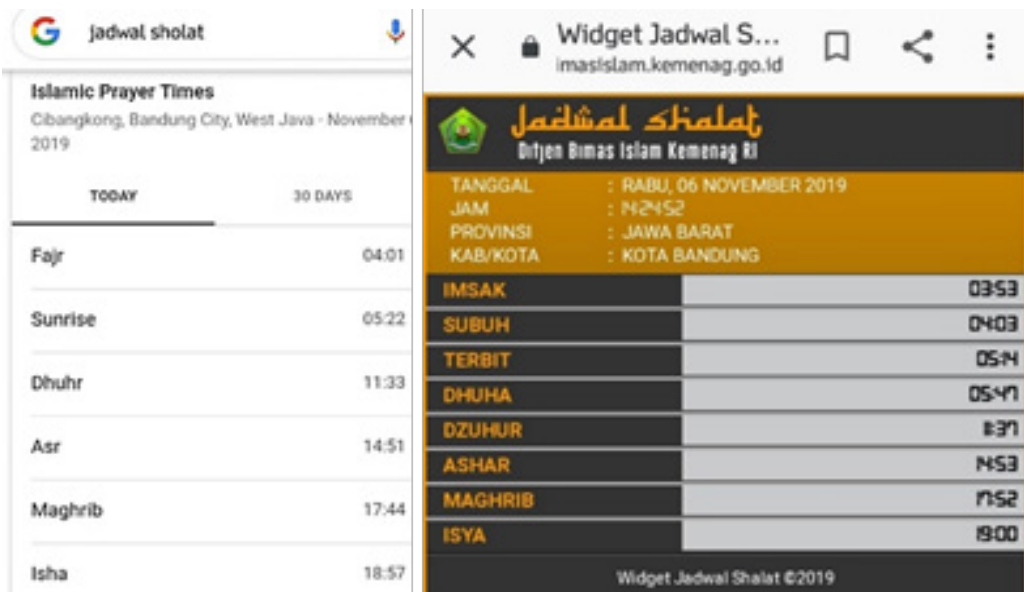 jadwal sholat
Islamic Prayer Times
Cibangkong, Bandung City, West Java - November
2019
TODAY 30 DAYS
Fajr 04:01
Sunrise 05:22
Dhuhr 11:33
Asr 14:51
Maghrib 17:44
Isha 18:57
Widget Jadwal S...
imasislam.kemenag.go.id
Jadwal shalat
Ditjen Bimas Islam Kemenag RI
TANGGAL : RABU, 06 NOVEMBER 2019
JAM : 14:24:52
PROVINSI : JAWA BARAT
KAB/KOTA : KOTA BANDUNG
IMSAK 03:53
SUBUH 04:03
TERBIT 05:14
DHUHA 05:47
DZUHUR 11:37
ASHAR 14:53
MAGHRIB 17:52
ISYA 19:00
Widget Jadwal Shalat ©2019